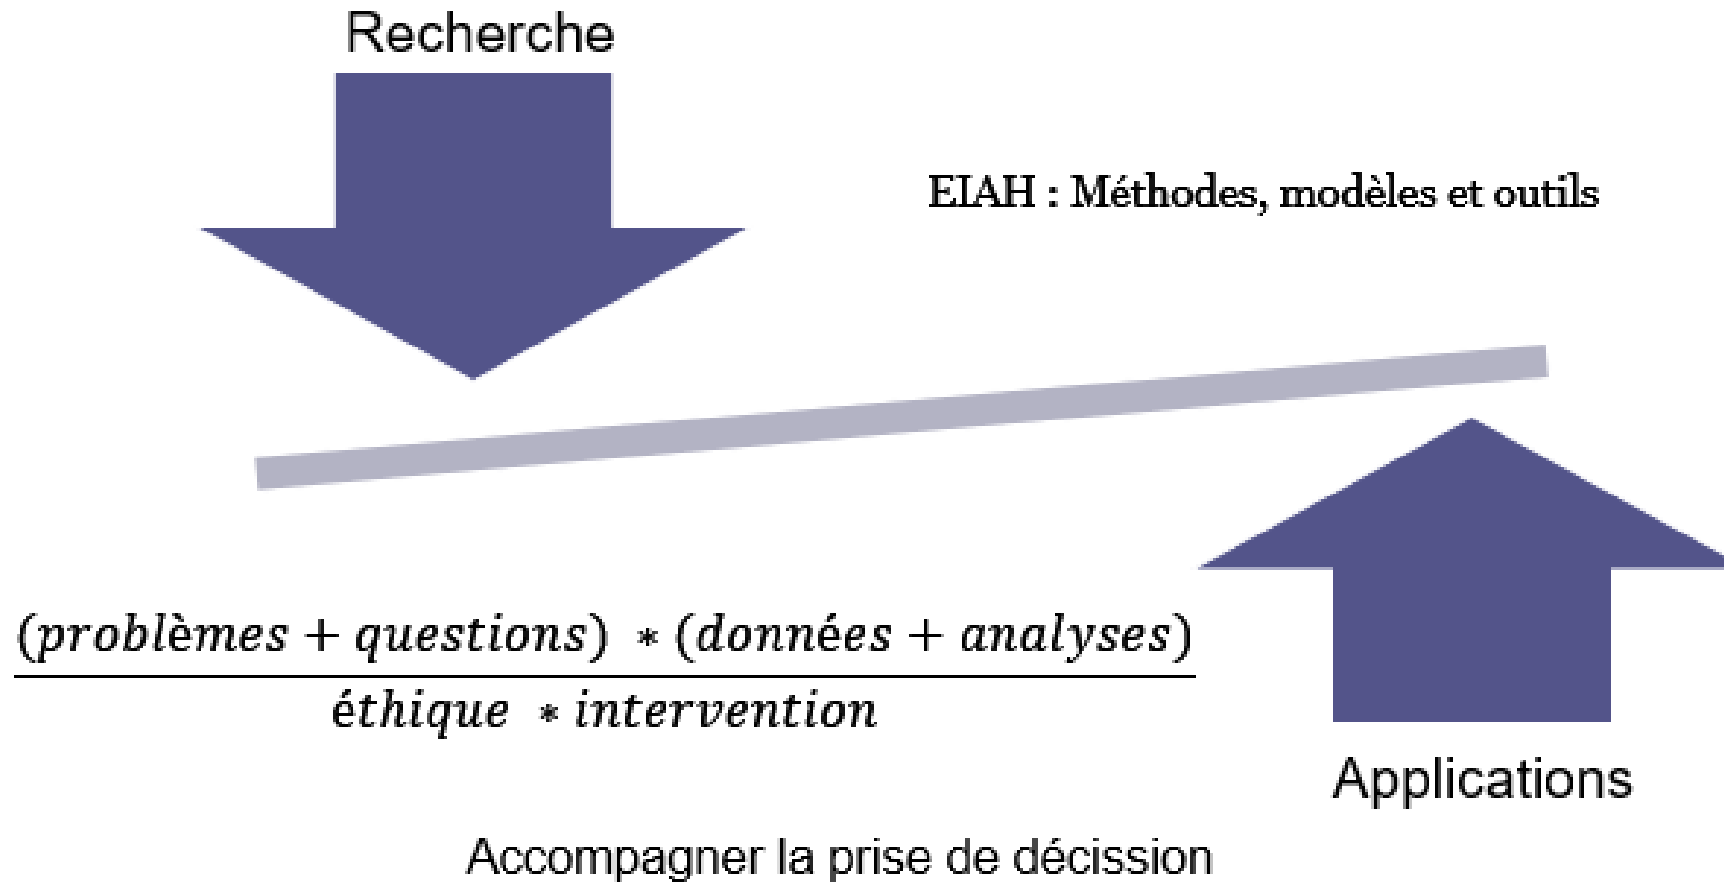 Recherche
EIAH : Méthodes, modèles et outils
(problèmes + questions) * (données + analyses)
éthique * intervention
Applications
Accompagner la prise de décission